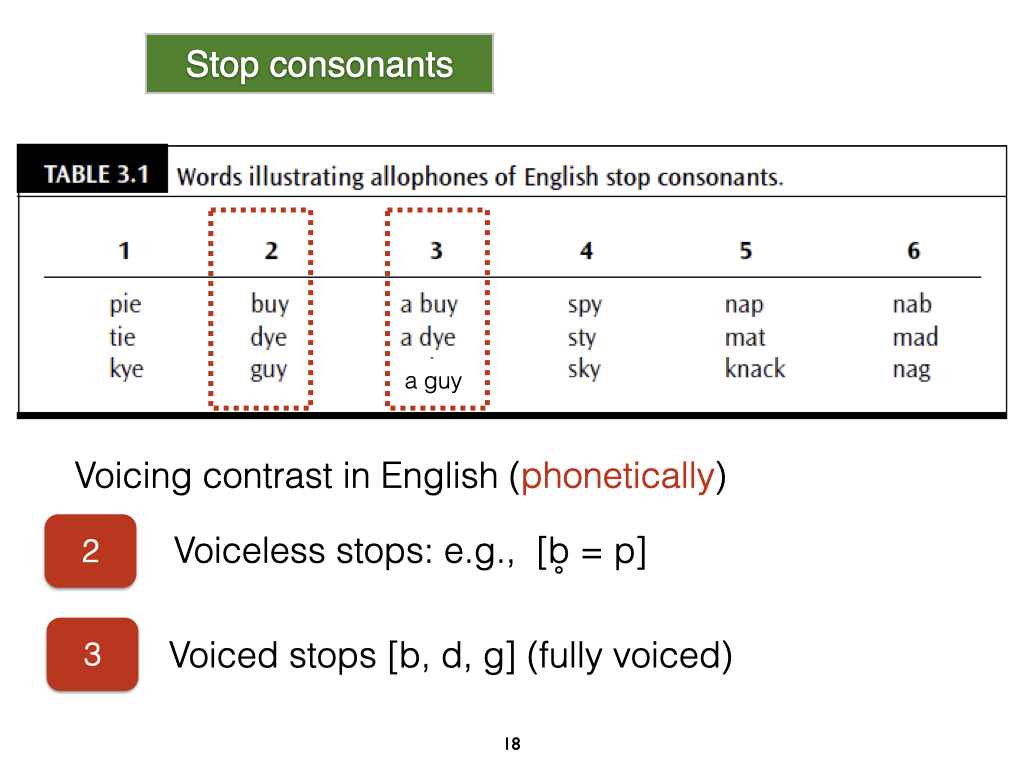 Stop consonants
TABLE 3.1 Words illustrating allophones of English stop consonants.
1 2 3 4 5 6
pie buy a buy spy nap nab
tie dye a dye sty mat mad
kye guy a guy sky knack nag
Voicing contrast in English (phonetically)
2 Voiceless stops: e.g., [b̥ = p]
3 Voiced stops [b, d, g] (fully voiced)
18